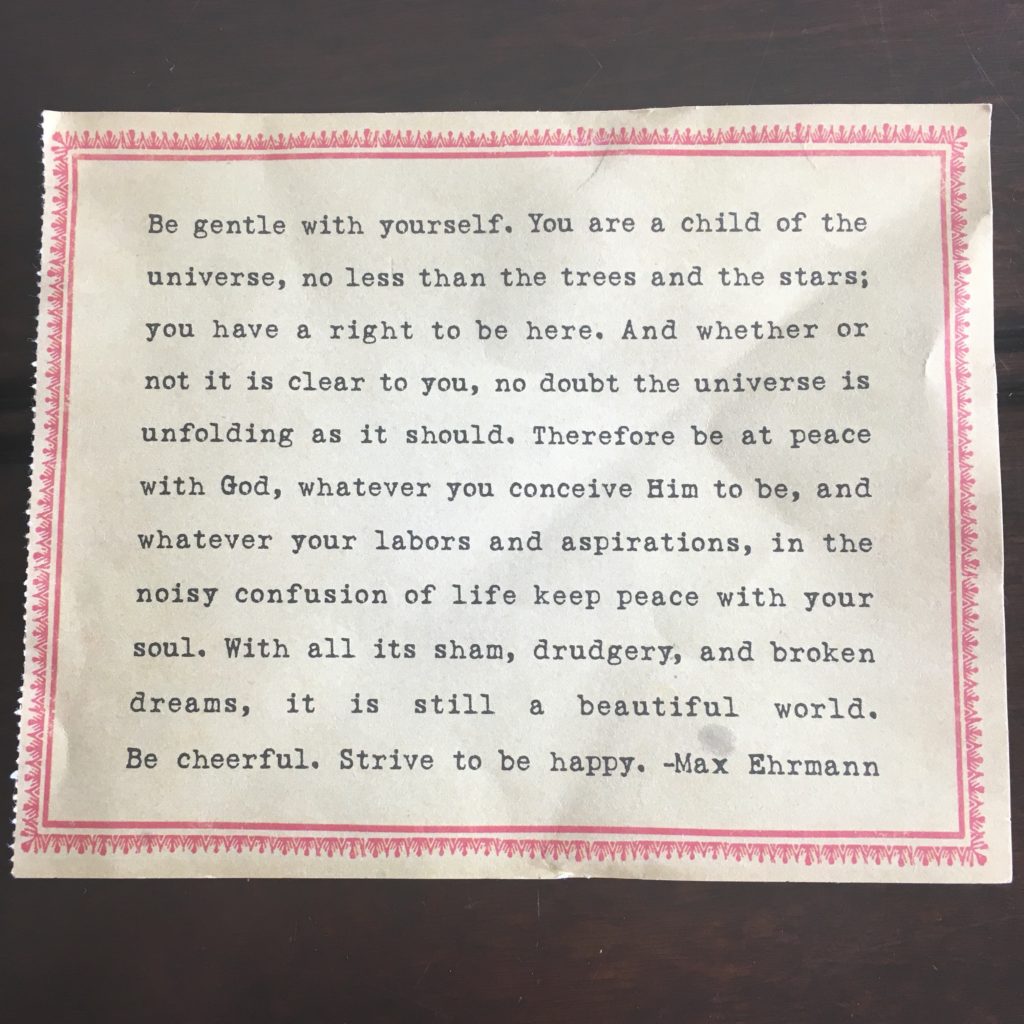 Be gentle with yourself. You are a child of the
universe, no less than the trees and the stars;
you have a right to be here. And whether or
not it is clear to you, no doubt the universe is
unfolding as it should. Therefore be at peace
with God, whatever you conceive Him to be, and
whatever your labors and aspirations, in the
noisy confusion of life keep peace with your
soul. With all its sham, drudgery, and broken
dreams, it is still a beautiful world.
Be cheerful. Strive to be happy. -Max Ehrmann